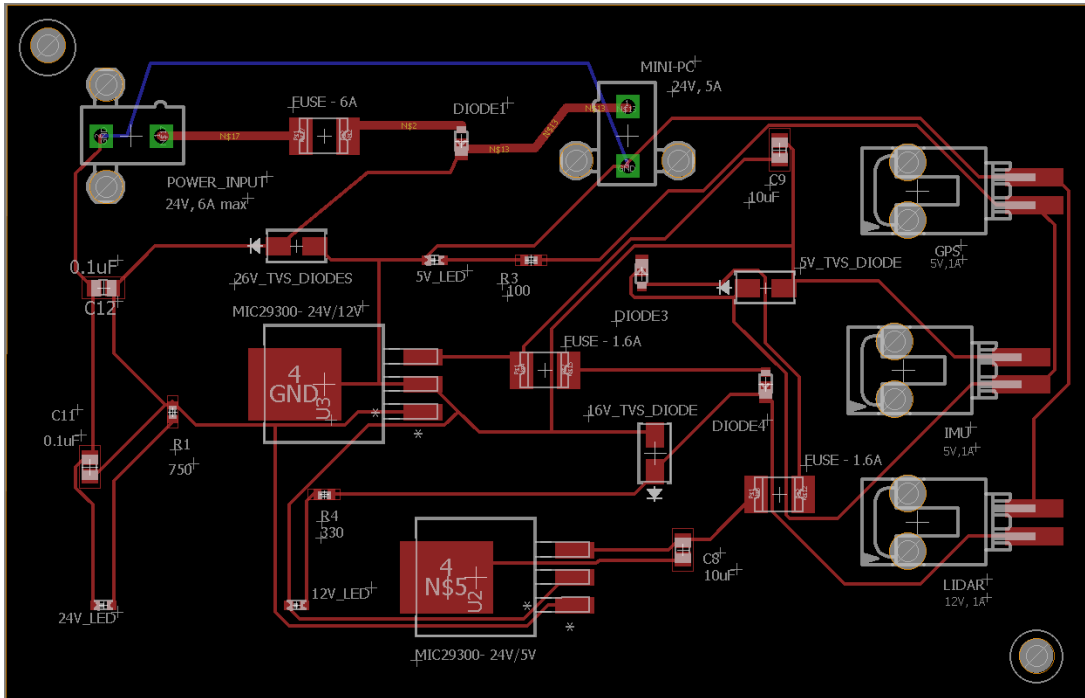 MINI-PC
24V, 5A
FUSE - 6A
DIODE1
N$17
N$2
N$13
N$13
N$13
GND
POWER_INPUT
24V, 6A max
C9
10uF
GPS
5V,1A
0.1uF
C12
26V_TVS_DIODES
5V_LED
R3
100
5V_TVS_DIODE
DIODE3
MIC29300- 24V/12V
4
GND
U3
*
*
FUSE - 1.6A
16V_TVS_DIODE
DIODE4
IMU
5V,1A
C11
0.1uF
R1
750
FUSE - 1.6A
R4
330
4
N$5
U2
*
*
C8
10uF
LIDAR
12V, 1A
24V_LED
12V_LED
MIC29300- 24V/5V